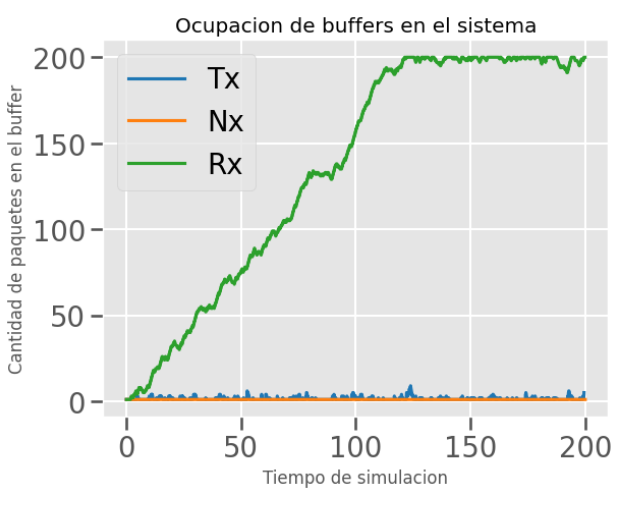 Ocupacion de buffers en el sistema
Cantidad de paquetes en el buffer
200
150
100
50
0
Tx
Nx
Rx
0 50 100 150 200
Tiempo de simulacion